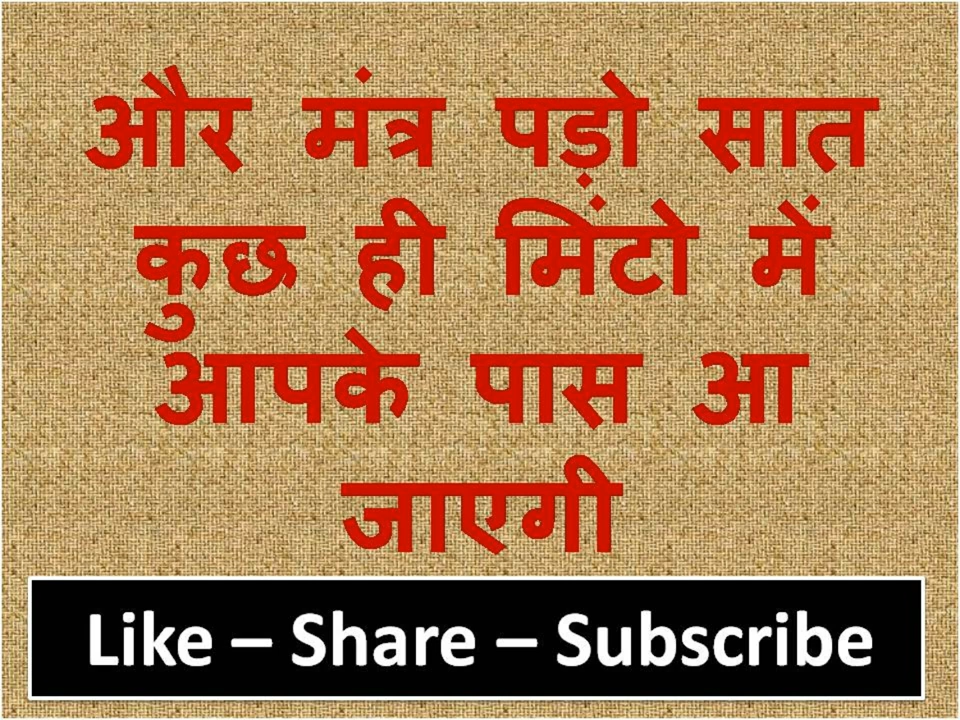 और मंत्र पड़ो सात
कुछ ही मिंटो में
आपके पास आ
जाएगी
Like – Share – Subscribe